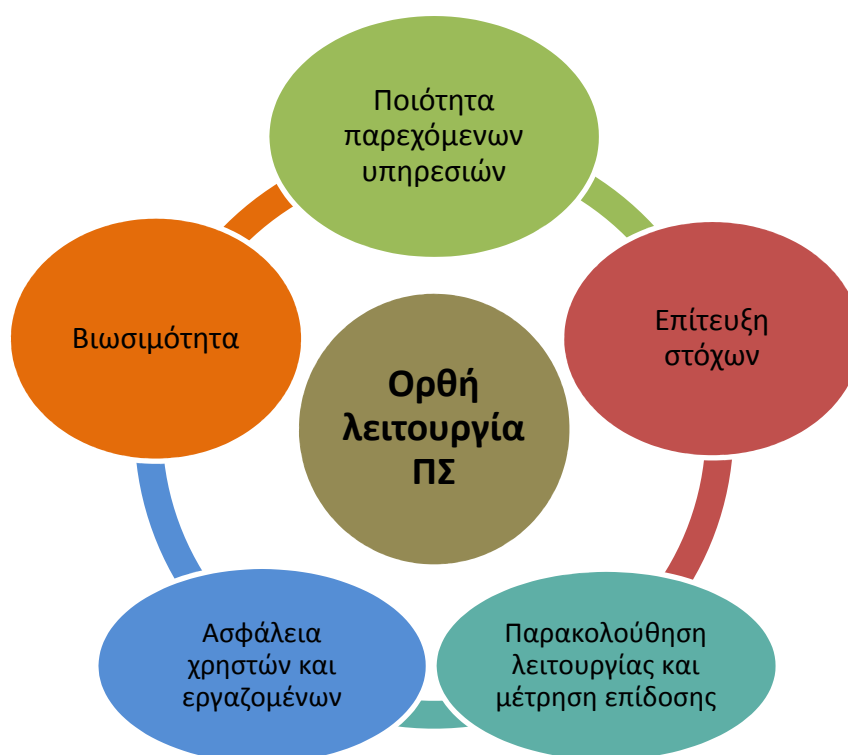 Ποιότητα
παρεχόμενων
υπηρεσιών
Επίτευξη
στόχων
Βιωσιμότητα
Ορθή
λειτουργία
ΠΣ
Παρακολούθηση
λειτουργίας και
μέτρηση επίδοσης
Ασφάλεια
χρηστών και
εργαζομένων